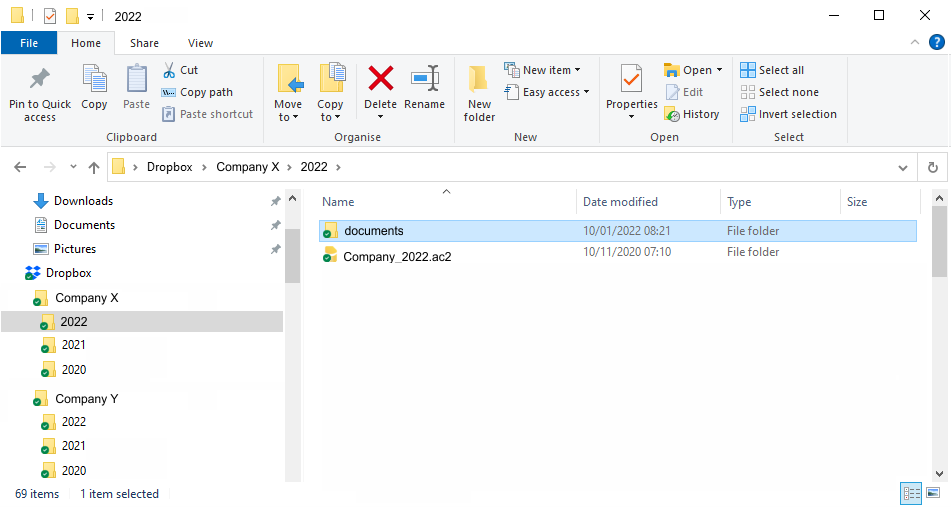 2022
File Home Share View
Pin to Quick access
Copy
Paste
Cut
Copy path
Paste shortcut
Clipboard
Move to
Copy to
Delete
Rename
Organise
New folder
New item
Easy access
New
Properties
Open
Edit
History
Open
Select all
Select none
Invert selection
Select
Dropbox > Company X > 2022 >
Downloads
Documents
Pictures
Dropbox
Company X
2022
2021
2020
Company Y
2022
2021
2020
Name Date modified Type Size
documents 10/01/2022 08:21 File folder
Company_2022.ac2 10/11/2020 07:10 File folder
69 items 1 item selected